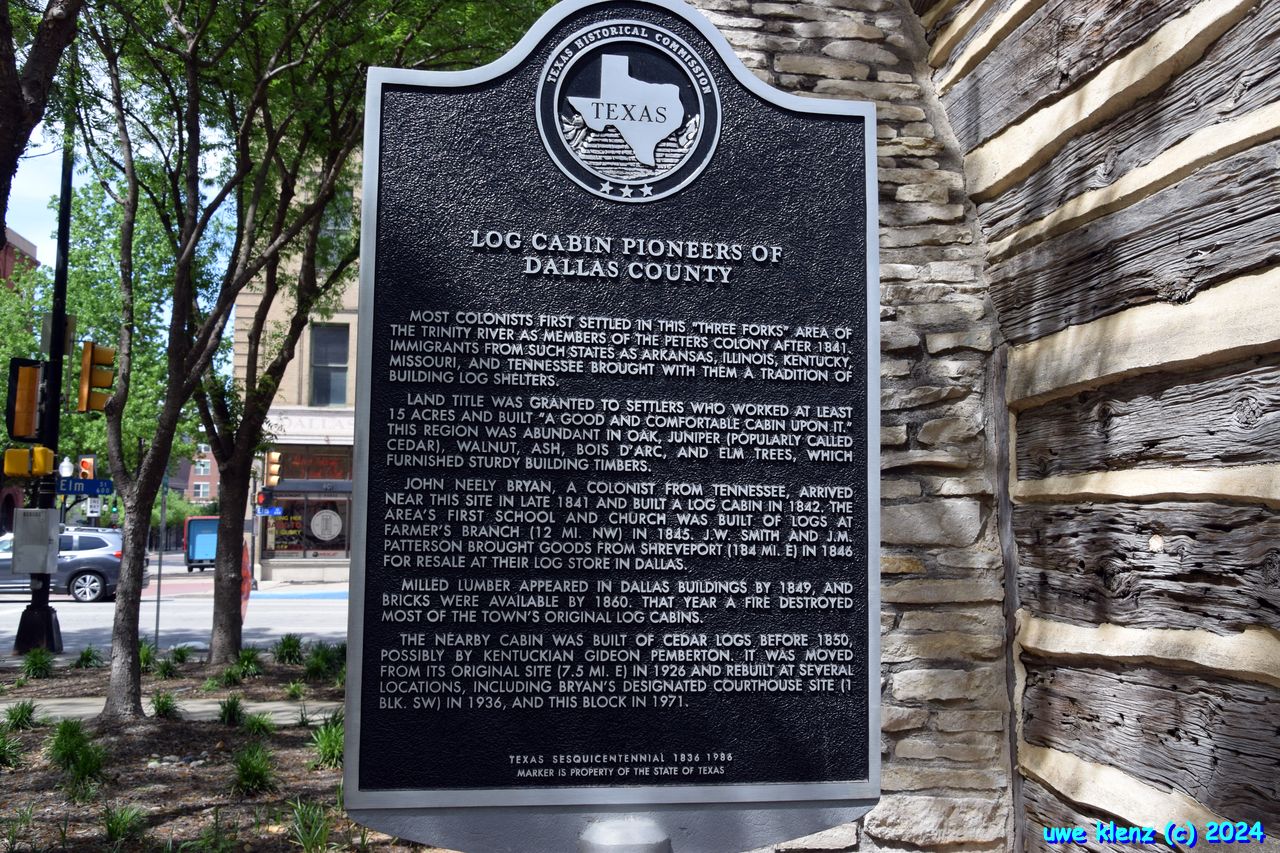 TEXAS HISTORICAL COMMISSION
TEXAS
LOG CABIN PIONEERS OF
DALLAS COUNTY
MOST COLONISTS FIRST SETTLED IN THIS "THREE FORKS" AREA OF
THE TRINITY RIVER AS MEMBERS OF THE PETERS COLONY AFTER 1841.
IMMIGRANTS FROM SUCH STATES AS ARKANSAS, ILLINOIS, KENTUCKY,
MISSOURI, AND TENNESSEE BROUGHT WITH THEM A TRADITION OF
BUILDING LOG SHELTERS.
LAND TITLE WAS GRANTED TO SETTLERS WHO WORKED AT LEAST
15 ACRES AND BUILT "A GOOD AND COMFORTABLE CABIN UPON IT."
THIS REGION WAS ABUNDANT IN OAK, JUNIPER (POPULARLY CALLED
CEDAR), WALNUT, ASH, BOIS D'ARC, AND ELM TREES, WHICH
FURNISHED STURDY BUILDING TIMBERS.
JOHN NEELY BRYAN, A COLONIST FROM TENNESSEE, ARRIVED
NEAR THIS SITE IN LATE 1841 AND BUILT A LOG CABIN IN 1842. THE
AREA'S FIRST SCHOOL AND CHURCH WAS BUILT OF LOGS AT
FARMER'S BRANCH (12 MI. NW) IN 1845. J.W. SMITH AND J.M.
PATTERSON BROUGHT GOODS FROM SHREVEPORT (184 MI. E) IN 1846
FOR RESALE AT THEIR LOG STORE IN DALLAS.
MILLED LUMBER APPEARED IN DALLAS BUILDINGS BY 1849, AND
BRICKS WERE AVAILABLE BY 1860. THAT YEAR A FIRE DESTROYED
MOST OF THE TOWN'S ORIGINAL LOG CABINS.
THE NEARBY CABIN WAS BUILT OF CEDAR LOGS BEFORE 1850,
POSSIBLY BY KENTUCKIAN GIDEON PEMBERTON. IT WAS MOVED
FROM ITS ORIGINAL SITE (7.5 MI. E) IN 1926 AND REBUILT AT SEVERAL
LOCATIONS, INCLUDING BRYAN'S DESIGNATED COURTHOUSE SITE (1
BLK. SW) IN 1936, AND THIS BLOCK IN 1971.
TEXAS SESQUICENTENNIAL 1836 1986
MARKER IS PROPERTY OF THE STATE OF TEXAS
DALLAS
Elm ST 600
uwe klenz (c) 2024